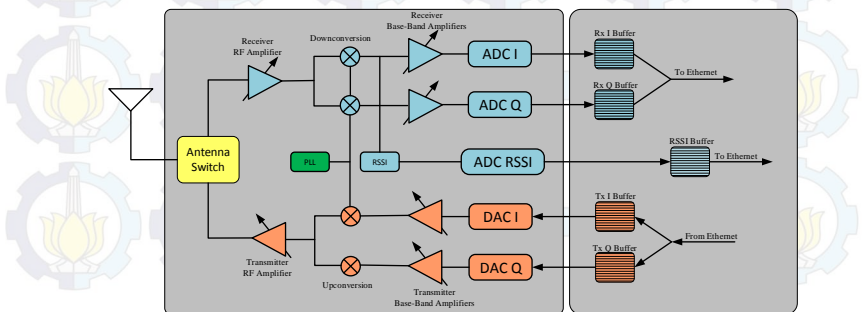 Receiver
Base-Band Amplifiers
Downconversion
Receiver
RF Amplifier
ADC I
Rx I Buffer
To Ethernet
ADC Q
Rx Q Buffer
Antenna
Switch
PLL
RSSI
ADC RSSI
RSSI Buffer
To Ethernet
DAC I
Tx I Buffer
From Ethernet
DAC Q
Tx Q Buffer
Transmitter
RF Amplifier
Upconversion
Transmitter
Base-Band Amplifiers